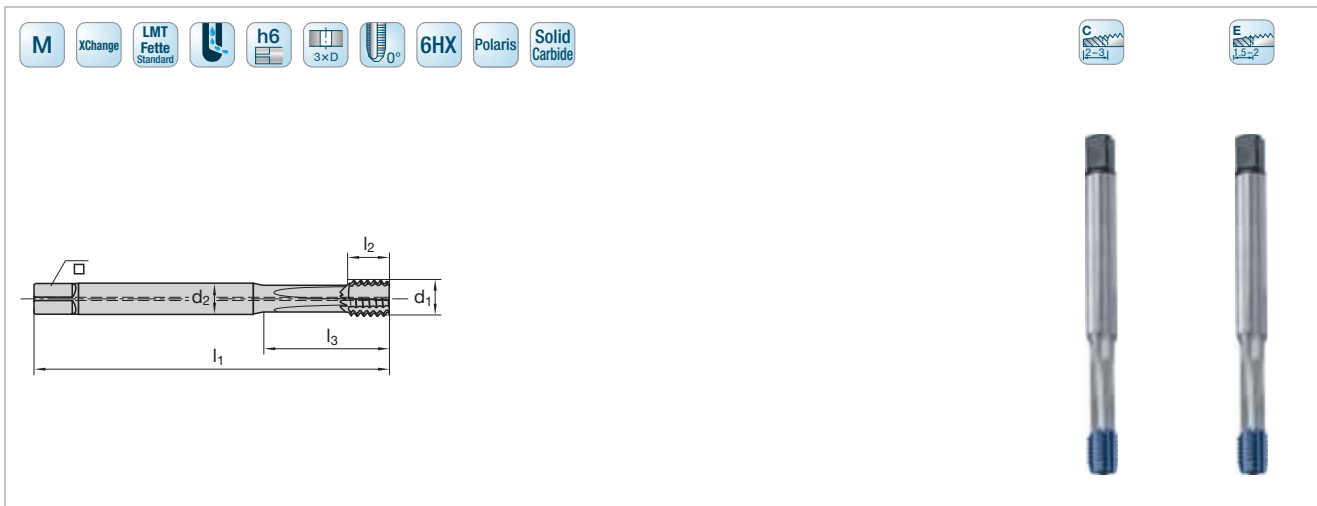 M
XChange
LMT
Fette
Standard
h6
3×D
0°
6HX
Polaris
Solid
Carbide
C
2–3
E
1,5–2
l2
d2
d1
l3
l1